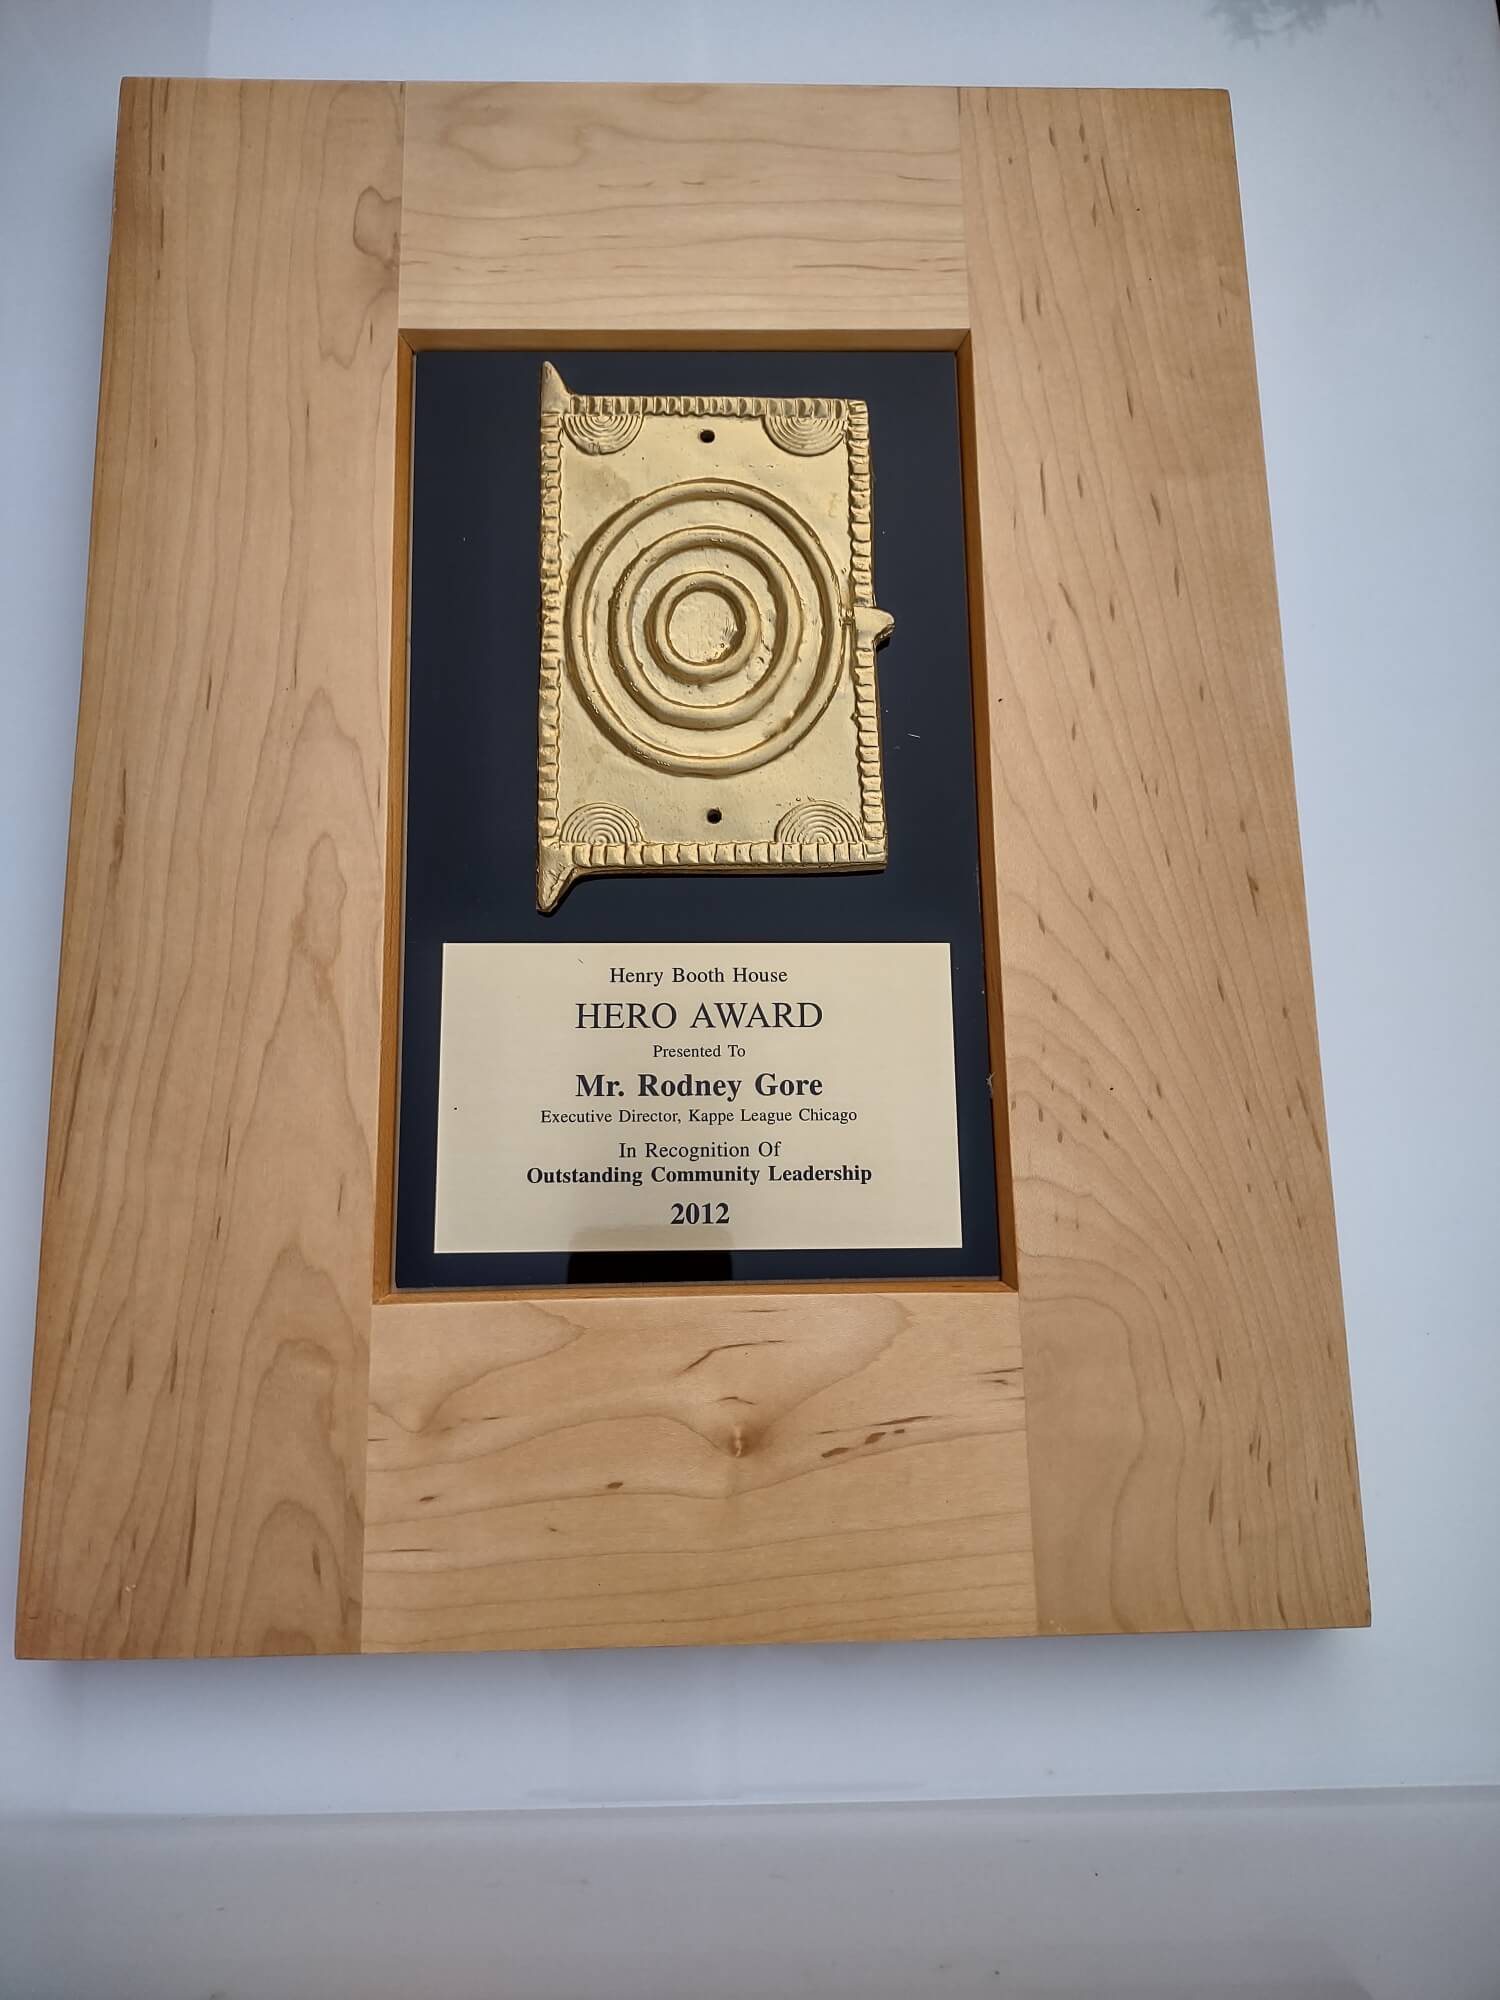 Henry Booth House
HERO AWARD
Presented To
Mr. Rodney Gore
Executive Director, Kappe League Chicago
In Recognition Of
Outstanding Community Leadership
2012